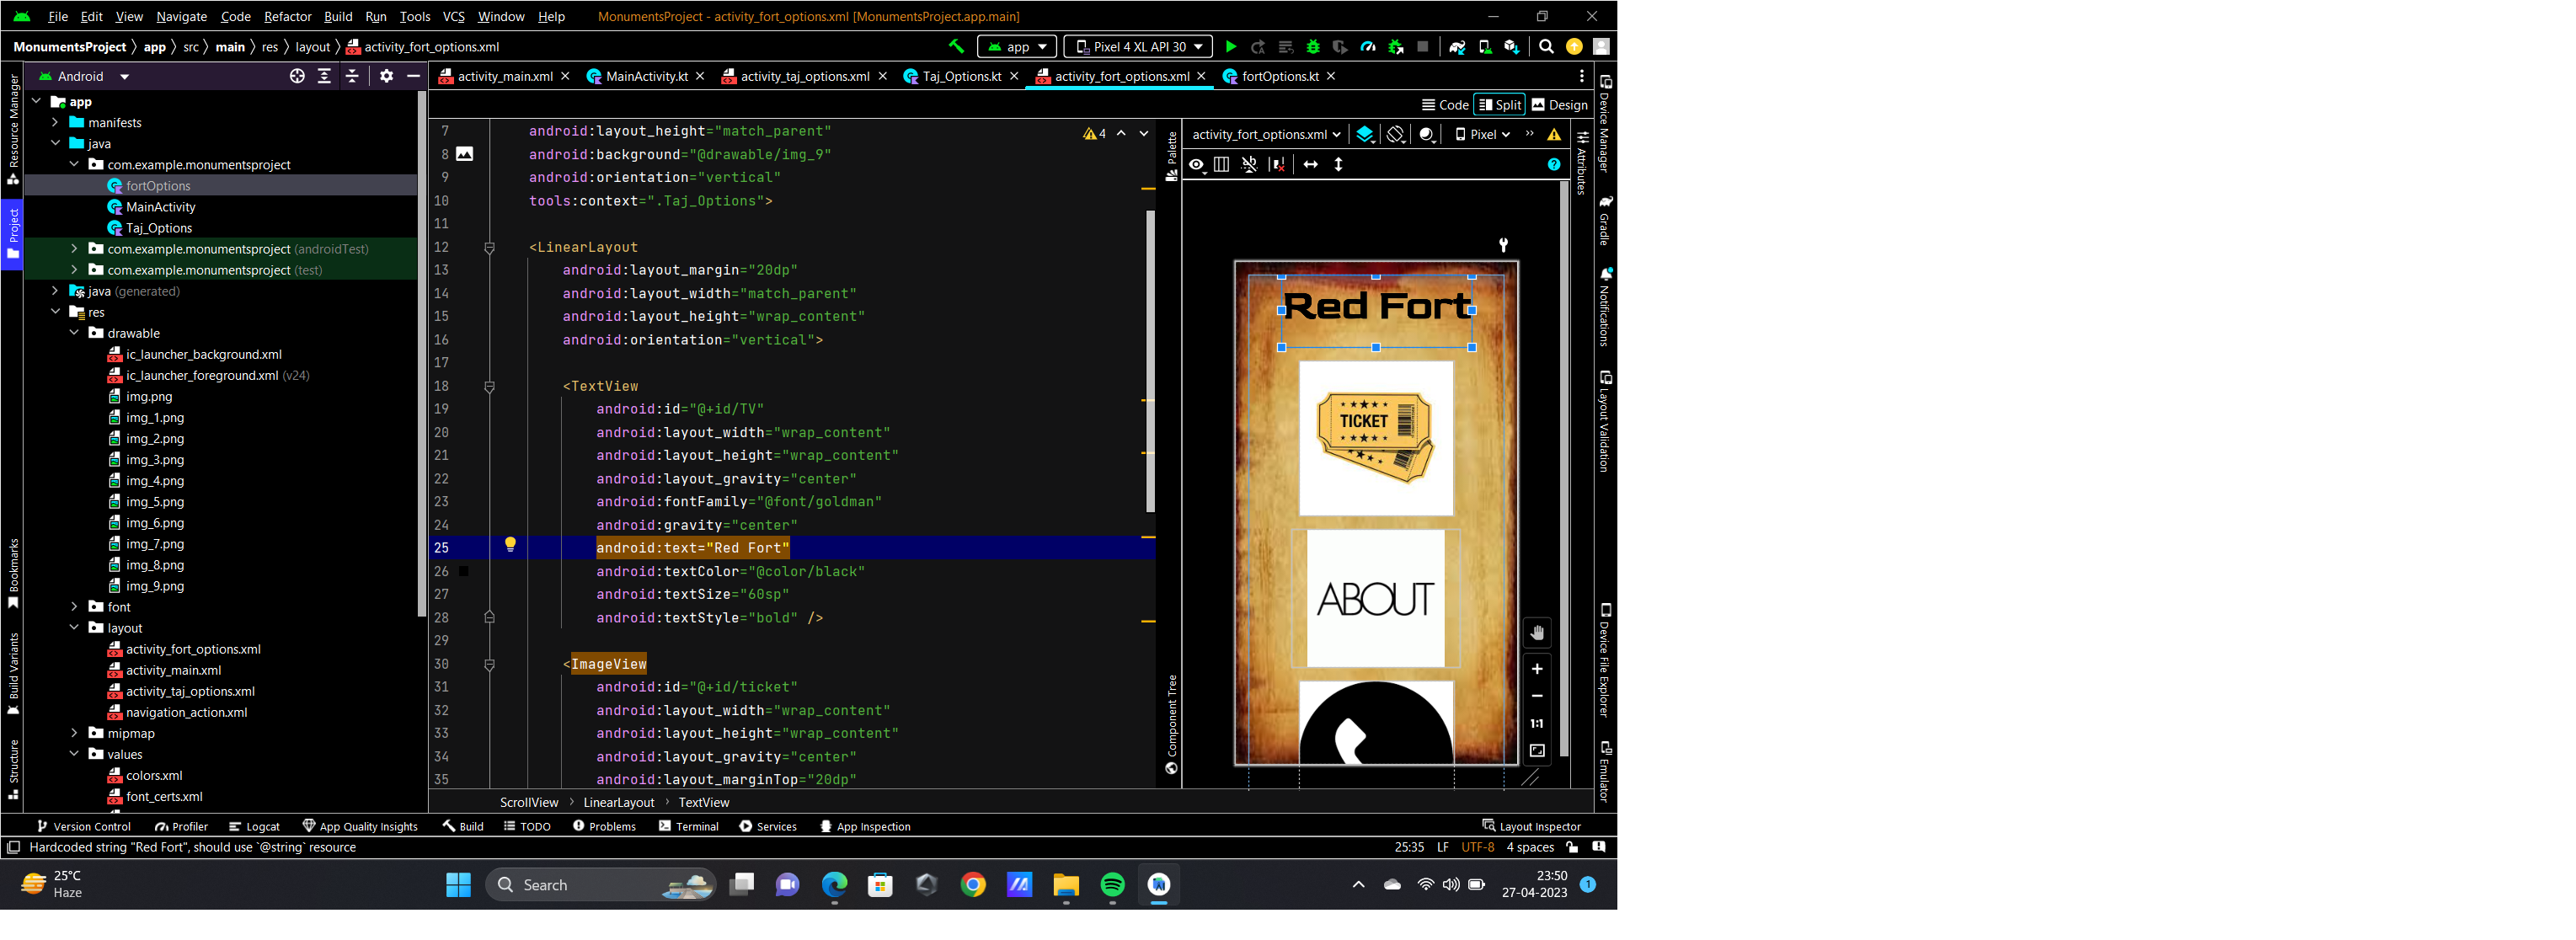 File Edit View Navigate Code Refactor Build Run Tools VCS Window Help MonumentsProject - activity_fort_options.xml [MonumentsProject.app.main]
MonumentsProject app src main res layout activity_fort_options.xml app Pixel 4 XL API 30
Android activity_main.xml MainActivity.kt activity_taj_options.xml Taj_Options.kt activity_fort_options.xml fortOptions.kt
Code Split Design
Resource Manager
Project
Bookmarks
Build Variants
Structure
app
manifests
java
com.example.monumentsproject
fortOptions
MainActivity
Taj_Options
com.example.monumentsproject (androidTest)
com.example.monumentsproject (test)
java (generated)
res
drawable
ic_launcher_background.xml
ic_launcher_foreground.xml (v24)
img.png
img_1.png
img_2.png
img_3.png
img_4.png
img_5.png
img_6.png
img_7.png
img_8.png
img_9.png
font
layout
activity_fort_options.xml
activity_main.xml
activity_taj_options.xml
navigation_action.xml
mipmap
values
colors.xml
font_certs.xml
4
7 android:layout_height="match_parent"
8 android:background="@drawable/img_9"
9 android:orientation="vertical"
10 tools:context=".Taj_Options">
11
12 <LinearLayout
13 android:layout_margin="20dp"
14 android:layout_width="match_parent"
15 android:layout_height="wrap_content"
16 android:orientation="vertical">
17
18 <TextView
19 android:id="@+id/TV"
20 android:layout_width="wrap_content"
21 android:layout_height="wrap_content"
22 android:layout_gravity="center"
23 android:fontFamily="@font/goldman"
24 android:gravity="center"
25 android:text="Red Fort"
26 android:textColor="@color/black"
27 android:textSize="60sp"
28 android:textStyle="bold" />
29
30 <ImageView
31 android:id="@+id/ticket"
32 android:layout_width="wrap_content"
33 android:layout_height="wrap_content"
34 android:layout_gravity="center"
35 android:layout_marginTop="20dp"
ScrollView LinearLayout TextView
Palette
Component Tree
activity_fort_options.xml Pixel
Red Fort
TICKET
ABOUT
1:1
Attributes
Device Manager
Gradle
Notifications
Layout Validation
Device File Explorer
Emulator
Version Control Profiler Logcat App Quality Insights Build TODO Problems Terminal Services App Inspection Layout Inspector
Hardcoded string "Red Fort", should use `@string` resource 25:35 LF UTF-8 4 spaces
25°C
Haze
Search
23:50
27-04-2023
1